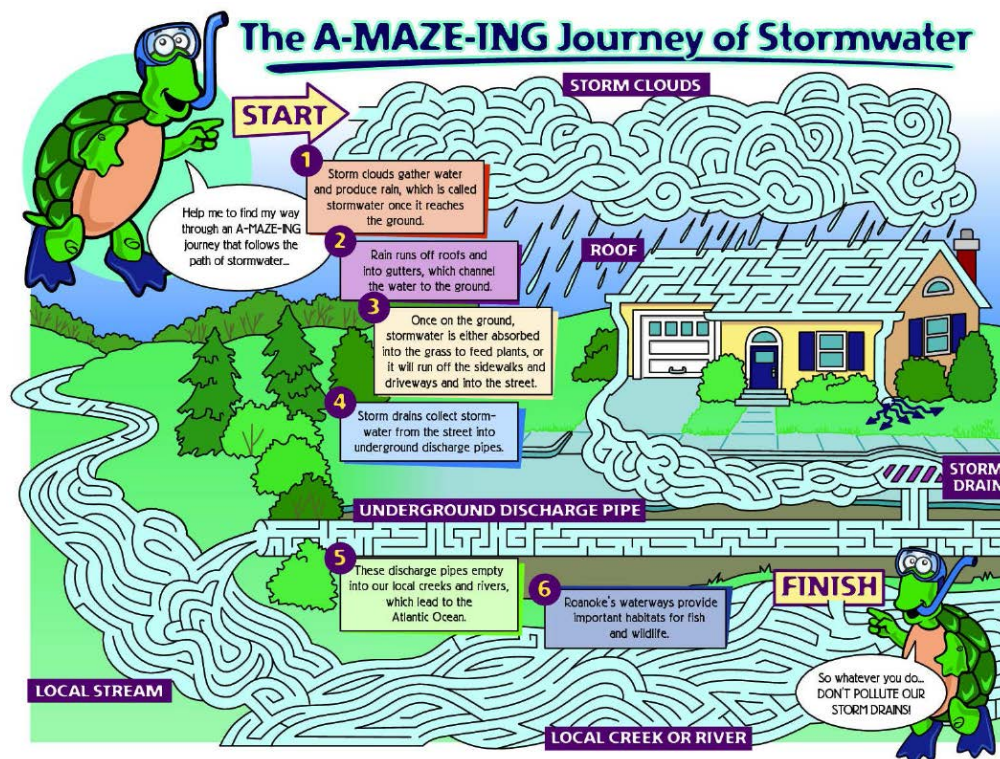 The A-MAZE-ING Journey of Stormwater
START
STORM CLOUDS
1
Storm clouds gather water
and produce rain, which is called
stormwater once it reaches
the ground.
Help me to find my way
through an A-MAZE-ING
journey that follows the
path of stormwater...
2
Rain runs off roofs and
into gutters, which channel
the water to the ground.
ROOF
3
Once on the ground,
stormwater is either absorbed
into the grass to feed plants, or
it will run off the sidewalks and
driveways and into the street.
4
Storm drains collect storm-
water from the street into
underground discharge pipes.
STORM
DRAIN
UNDERGROUND DISCHARGE PIPE
5
These discharge pipes empty
into our local creeks and rivers,
which lead to the
Atlantic Ocean.
6
Roanoke's waterways provide
important habitats for fish
and wildlife.
FINISH
So whatever you do...
DON'T POLLUTE OUR
STORM DRAINS!
LOCAL STREAM
LOCAL CREEK OR RIVER